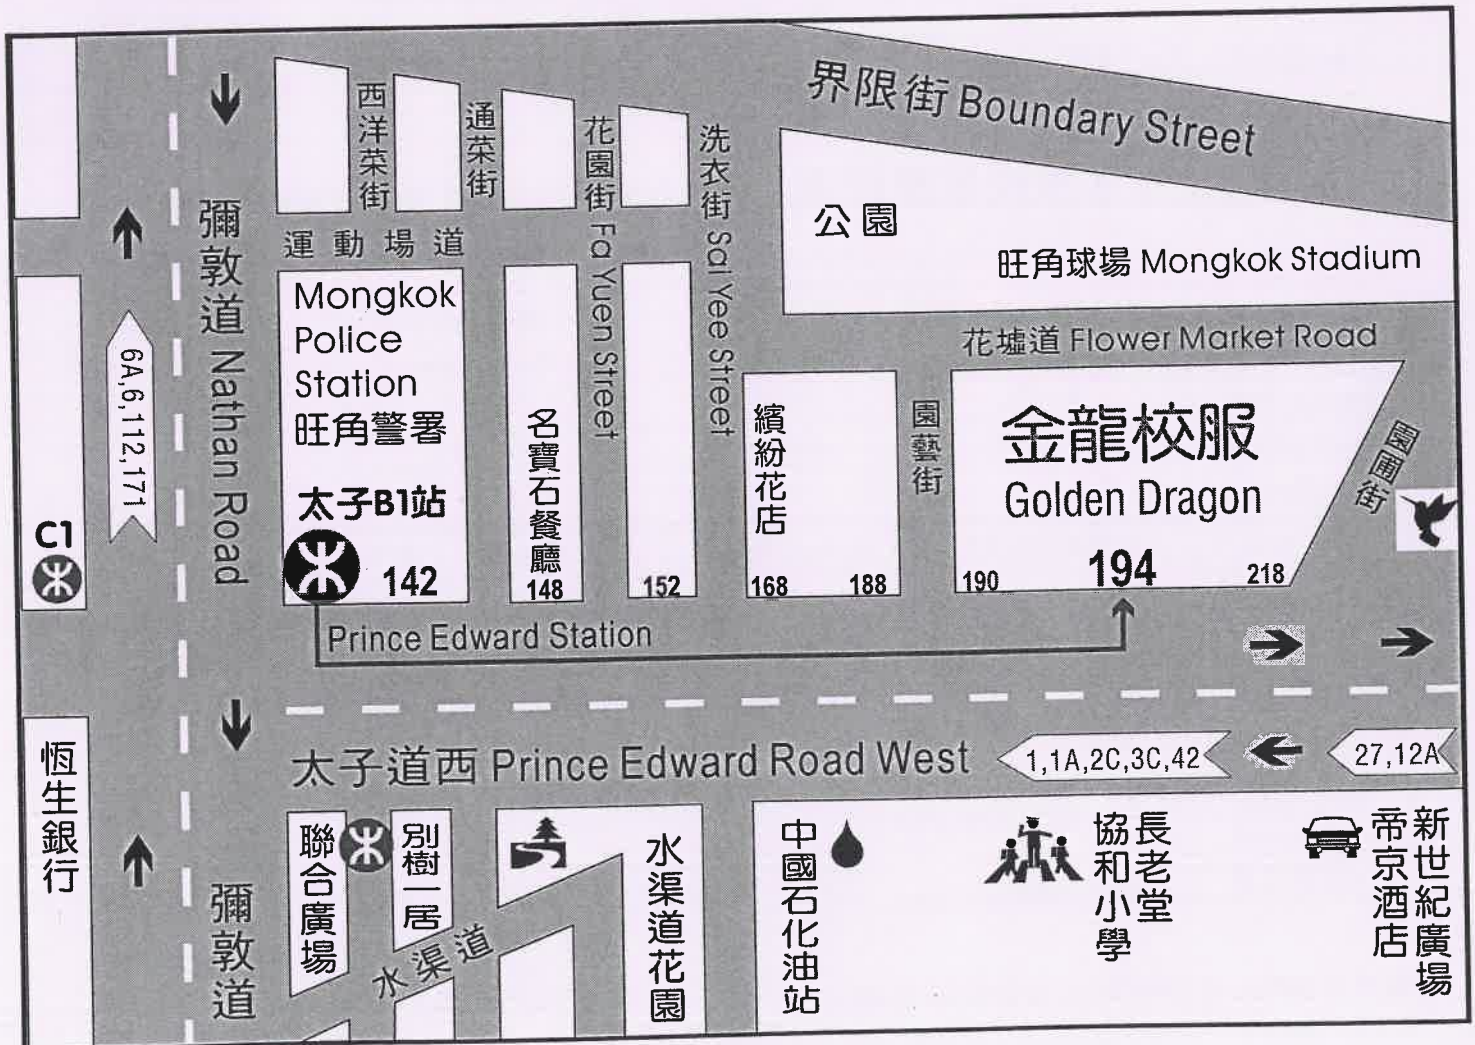 界限街 Boundary Street
西洋菜街
通菜街
花園街 Fa Yuen Street
洗衣街 Sai Yee Street
彌敦道 Nathan Road
運動場道
公園
旺角球場 Mongkok Stadium
花墟道 Flower Market Road
Mongkok
Police
Station
旺角警署
太子B1站
142
6A,6,112,171
C1
名寶石餐廳
148
152
繽紛花店
168
188
園藝街
金龍校服
Golden Dragon
190
194
218
園圃街
Prince Edward Station
太子道西 Prince Edward Road West
1,1A,2C,3C,42
27,12A
恆生銀行
彌敦道
聯合廣場
別樹一居
水渠道
水渠道花園
中國石化油站
長老堂
協和小學
新世紀廣場
帝京酒店